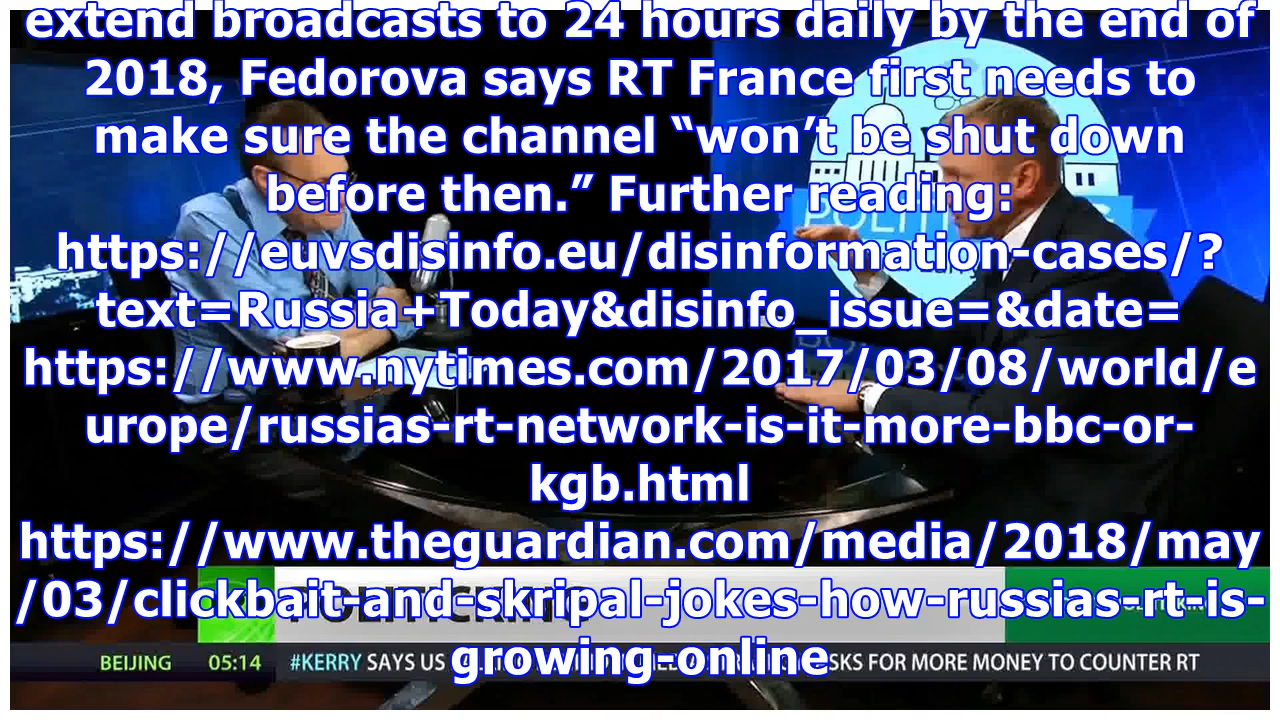 extend broadcasts to 24 hours daily by the end of
2018, Fedorova says RT France first needs to
make sure the channel “won’t be shut down
before then.” Further reading:
https://euvsdisinfo.eu/disinformation-cases/?
text=Russia+Today&disinfo_issue=&date=
https://www.nytimes.com/2017/03/08/world/e
urope/russias-rt-network-is-it-more-bbc-or-
kgb.html
https://www.theguardian.com/media/2018/may
/03/clickbait-and-skripal-jokes-how-russias-rt-is-
growing-online
POLITICKING
BEIJING 05:14 #KERRY SAYS US
SKS FOR MORE MONEY TO COUNTER RT